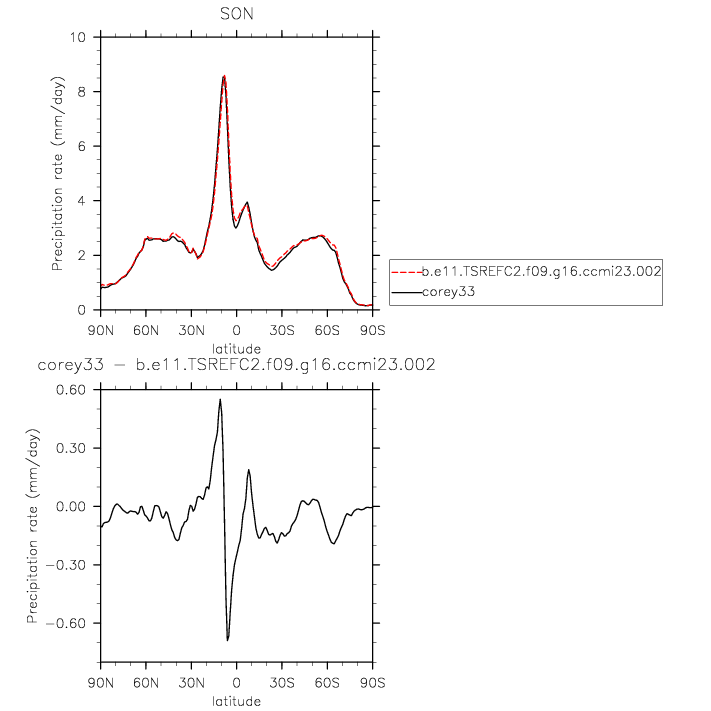 SON
10
8
6
4
2
0
Precipitation rate (mm/day)
90N 60N 30N 0 30S 60S 90S
latitude
b.e11.TSREFC2.f09.g16.ccmi23.002
corey33
corey33 − b.e11.TSREFC2.f09.g16.ccmi23.002
0.60
0.30
0.00
−0.30
−0.60
Precipitation rate (mm/day)
90N 60N 30N 0 30S 60S 90S
latitude